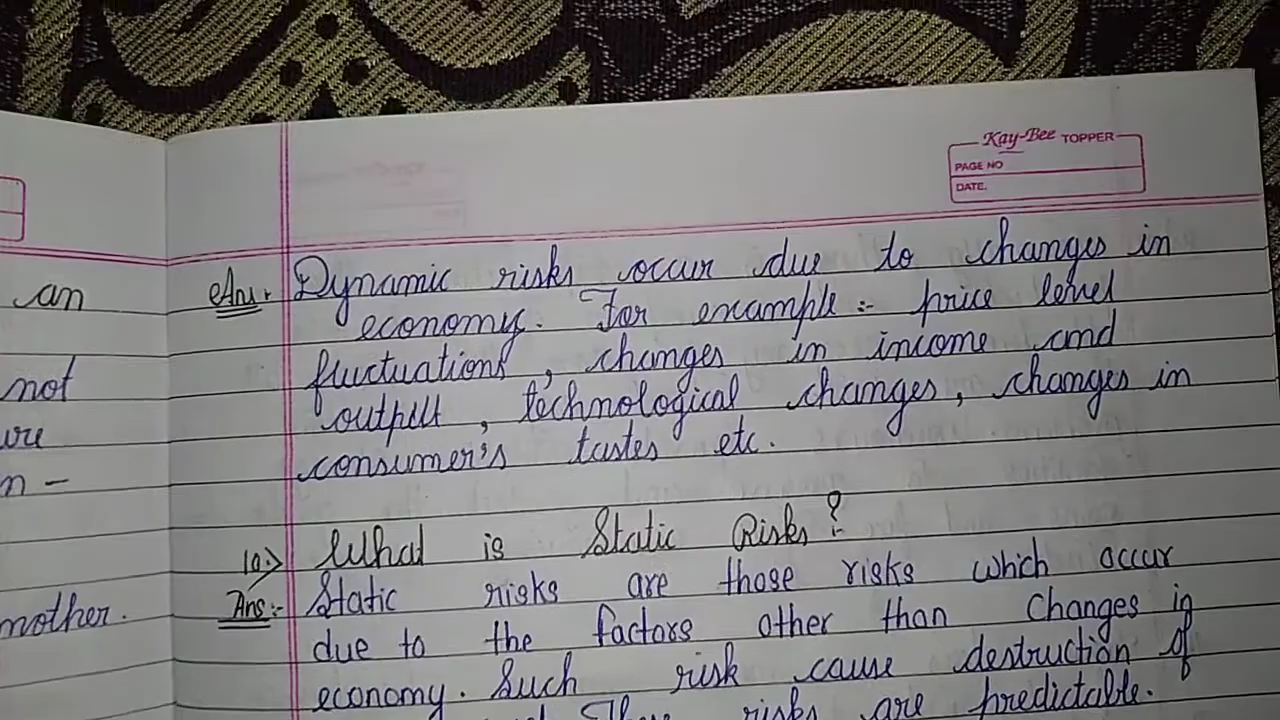 Kay-Bee TOPPER
PAGE NO
DATE.
an
not
ure
n -
mother.
Ans:- Dynamic risks occur due to changes in
economy. For example :- price level
fluctuations, changes in income and
output, technological changes, changes in
consumer's tastes etc.
10.> What is Static Risks?
Ans:- Static risks are those risks which occur
due to the factors other than changes in
economy. Such risk cause destruction of
risks are predictable.